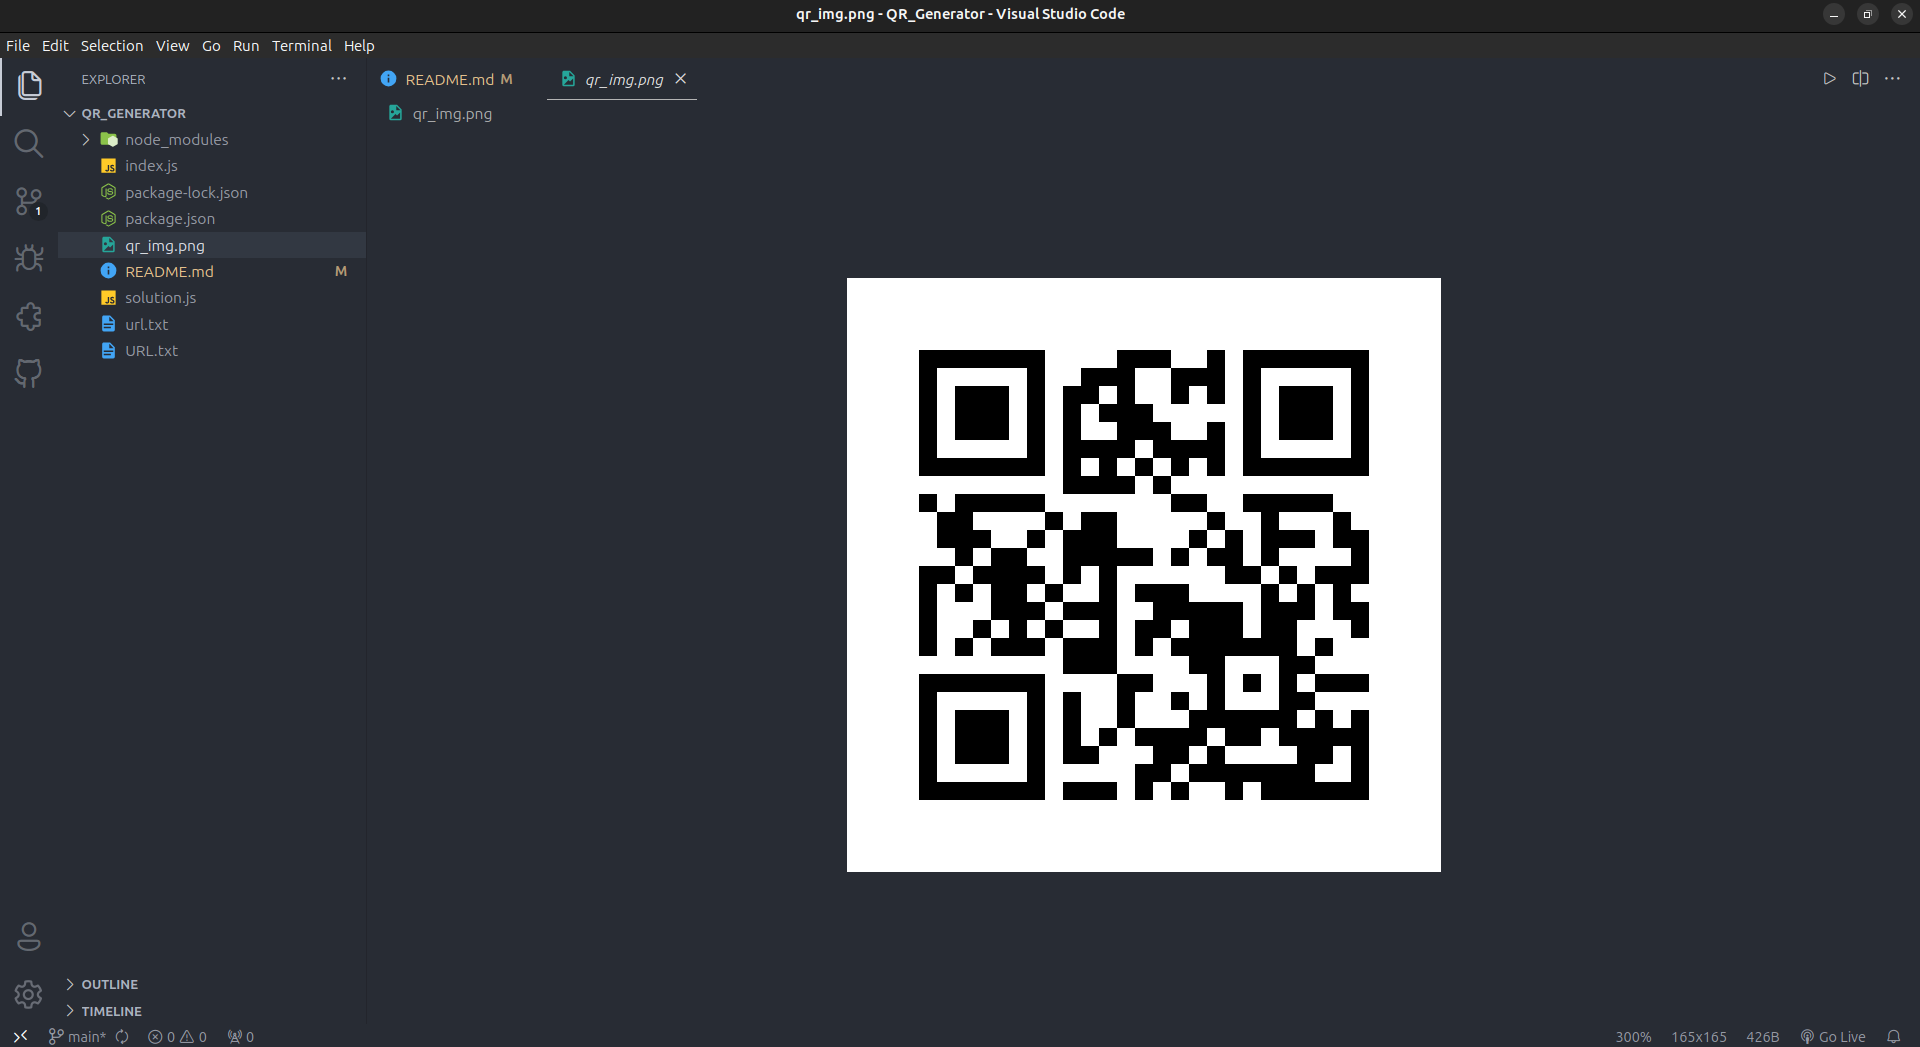 qr_img.png - QR_Generator - Visual Studio Code
File Edit Selection View Go Run Terminal Help
EXPLORER
README.md M
qr_img.png
QR_GENERATOR
qr_img.png
node_modules
index.js
package-lock.json
package.json
qr_img.png
README.md M
solution.js
url.txt
URL.txt
1
OUTLINE
TIMELINE
main* 0 0 0
300% 165x165 426B Go Live